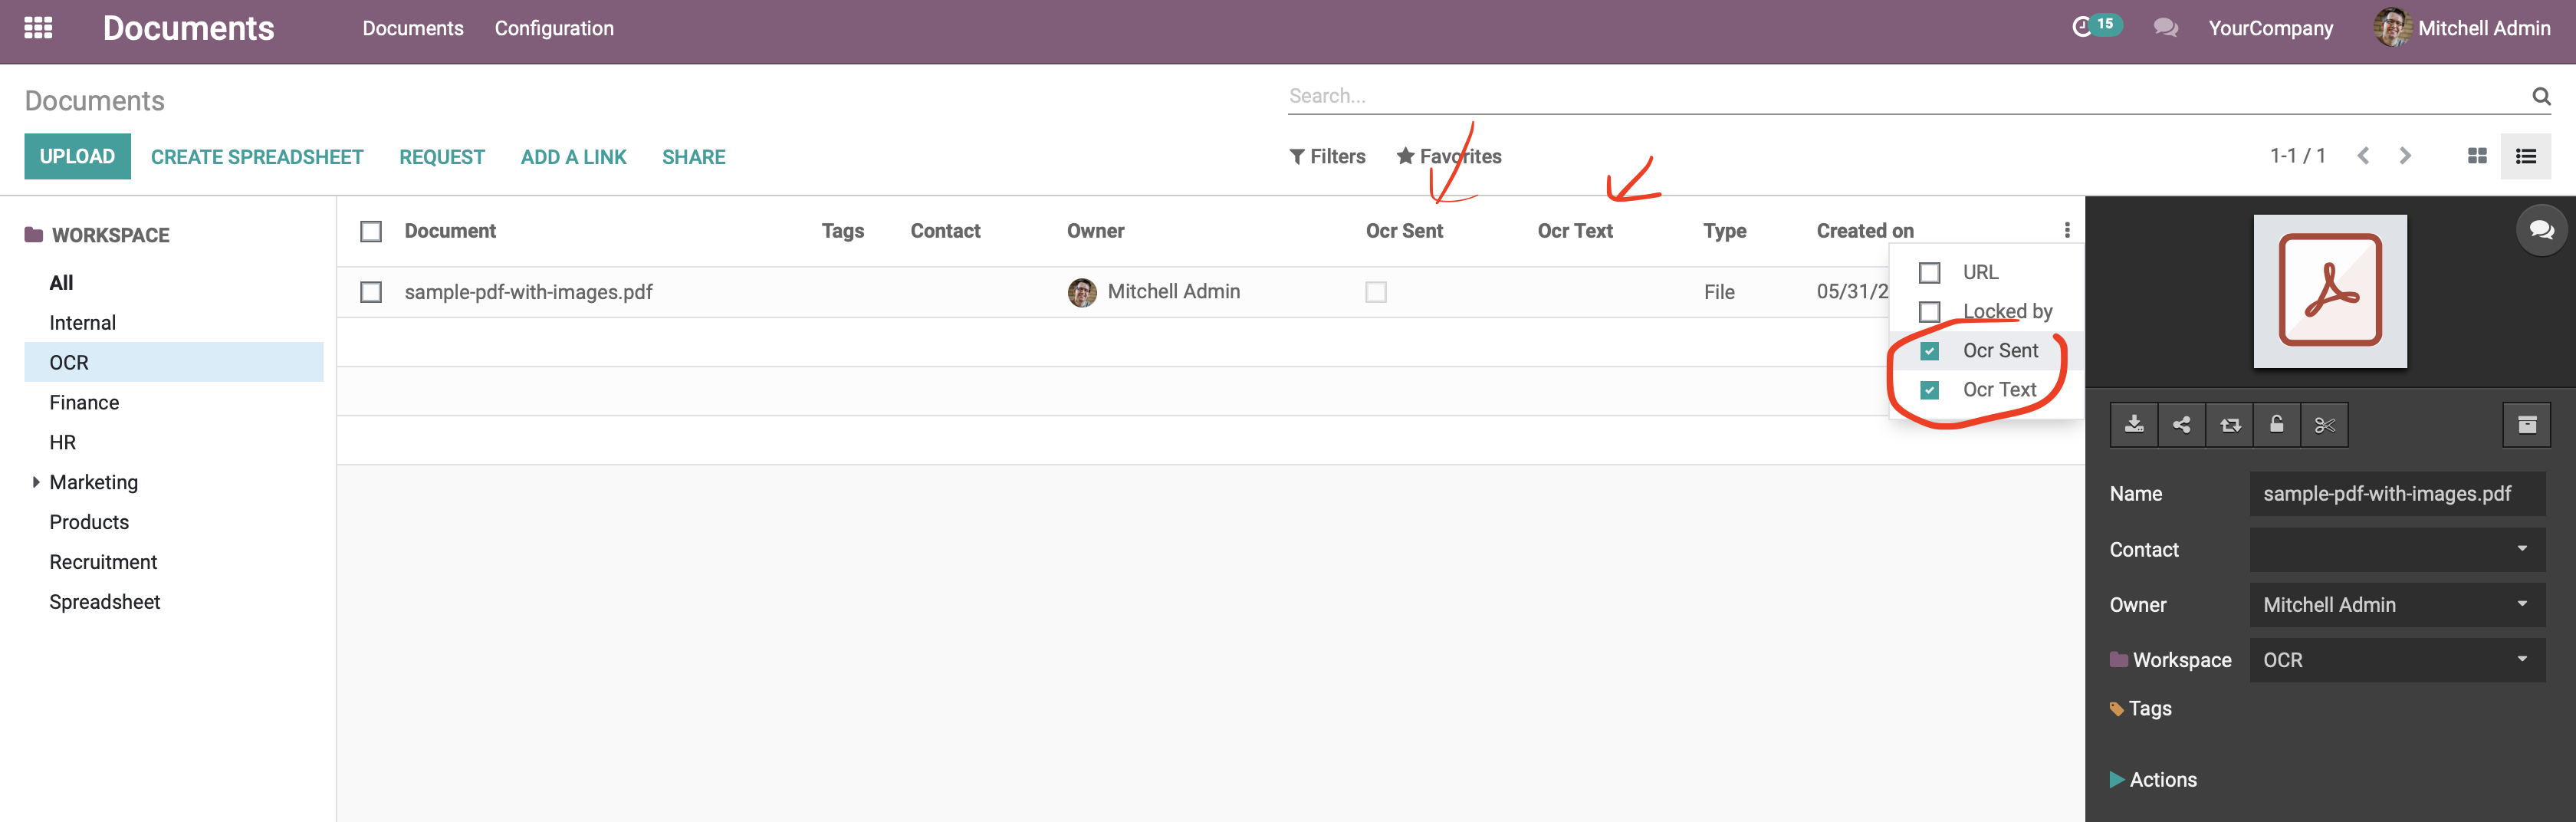 Documents Documents Configuration 15 YourCompany Mitchell Admin
Documents Search...
UPLOAD CREATE SPREADSHEET REQUEST ADD A LINK SHARE Filters Favorites 1-1 / 1
WORKSPACE
All
Internal
OCR
Finance
HR
Marketing
Products
Recruitment
Spreadsheet
Document Tags Contact Owner Ocr Sent Ocr Text Type Created on
sample-pdf-with-images.pdf Mitchell Admin File 05/31/2
URL
Locked by
Ocr Sent
Ocr Text
Name sample-pdf-with-images.pdf
Contact
Owner Mitchell Admin
Workspace OCR
Tags
Actions